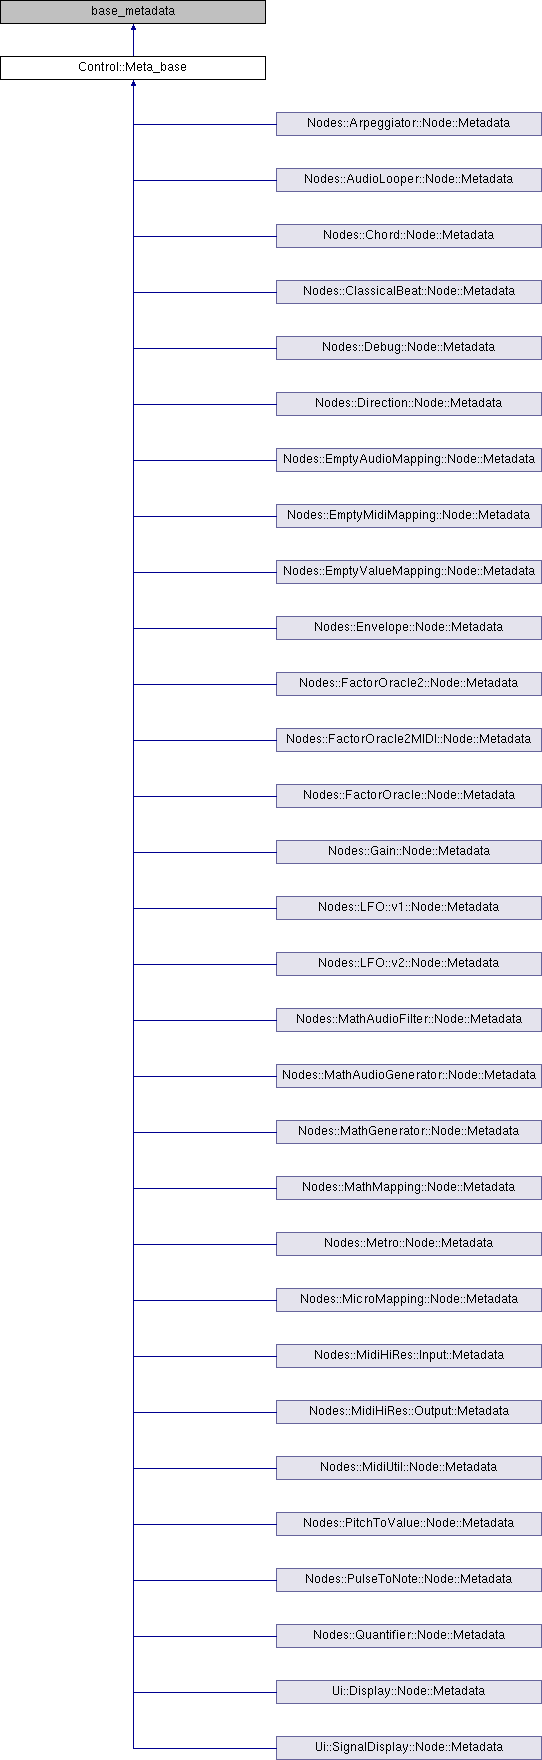 base_metadata
Control::Meta_base
Nodes::Arpeggiator::Node::Metadata
Nodes::AudioLooper::Node::Metadata
Nodes::Chord::Node::Metadata
Nodes::ClassicalBeat::Node::Metadata
Nodes::Debug::Node::Metadata
Nodes::Direction::Node::Metadata
Nodes::EmptyAudioMapping::Node::Metadata
Nodes::EmptyMidiMapping::Node::Metadata
Nodes::EmptyValueMapping::Node::Metadata
Nodes::Envelope::Node::Metadata
Nodes::FactorOracle2::Node::Metadata
Nodes::FactorOracle2MIDI::Node::Metadata
Nodes::FactorOracle::Node::Metadata
Nodes::Gain::Node::Metadata
Nodes::LFO::v1::Node::Metadata
Nodes::LFO::v2::Node::Metadata
Nodes::MathAudioFilter::Node::Metadata
Nodes::MathAudioGenerator::Node::Metadata
Nodes::MathGenerator::Node::Metadata
Nodes::MathMapping::Node::Metadata
Nodes::Metro::Node::Metadata
Nodes::MicroMapping::Node::Metadata
Nodes::MidiHiRes::Input::Metadata
Nodes::MidiHiRes::Output::Metadata
Nodes::MidiUtil::Node::Metadata
Nodes::PitchToValue::Node::Metadata
Nodes::PulseToNote::Node::Metadata
Nodes::Quantifier::Node::Metadata
Ui::Display::Node::Metadata
Ui::SignalDisplay::Node::Metadata